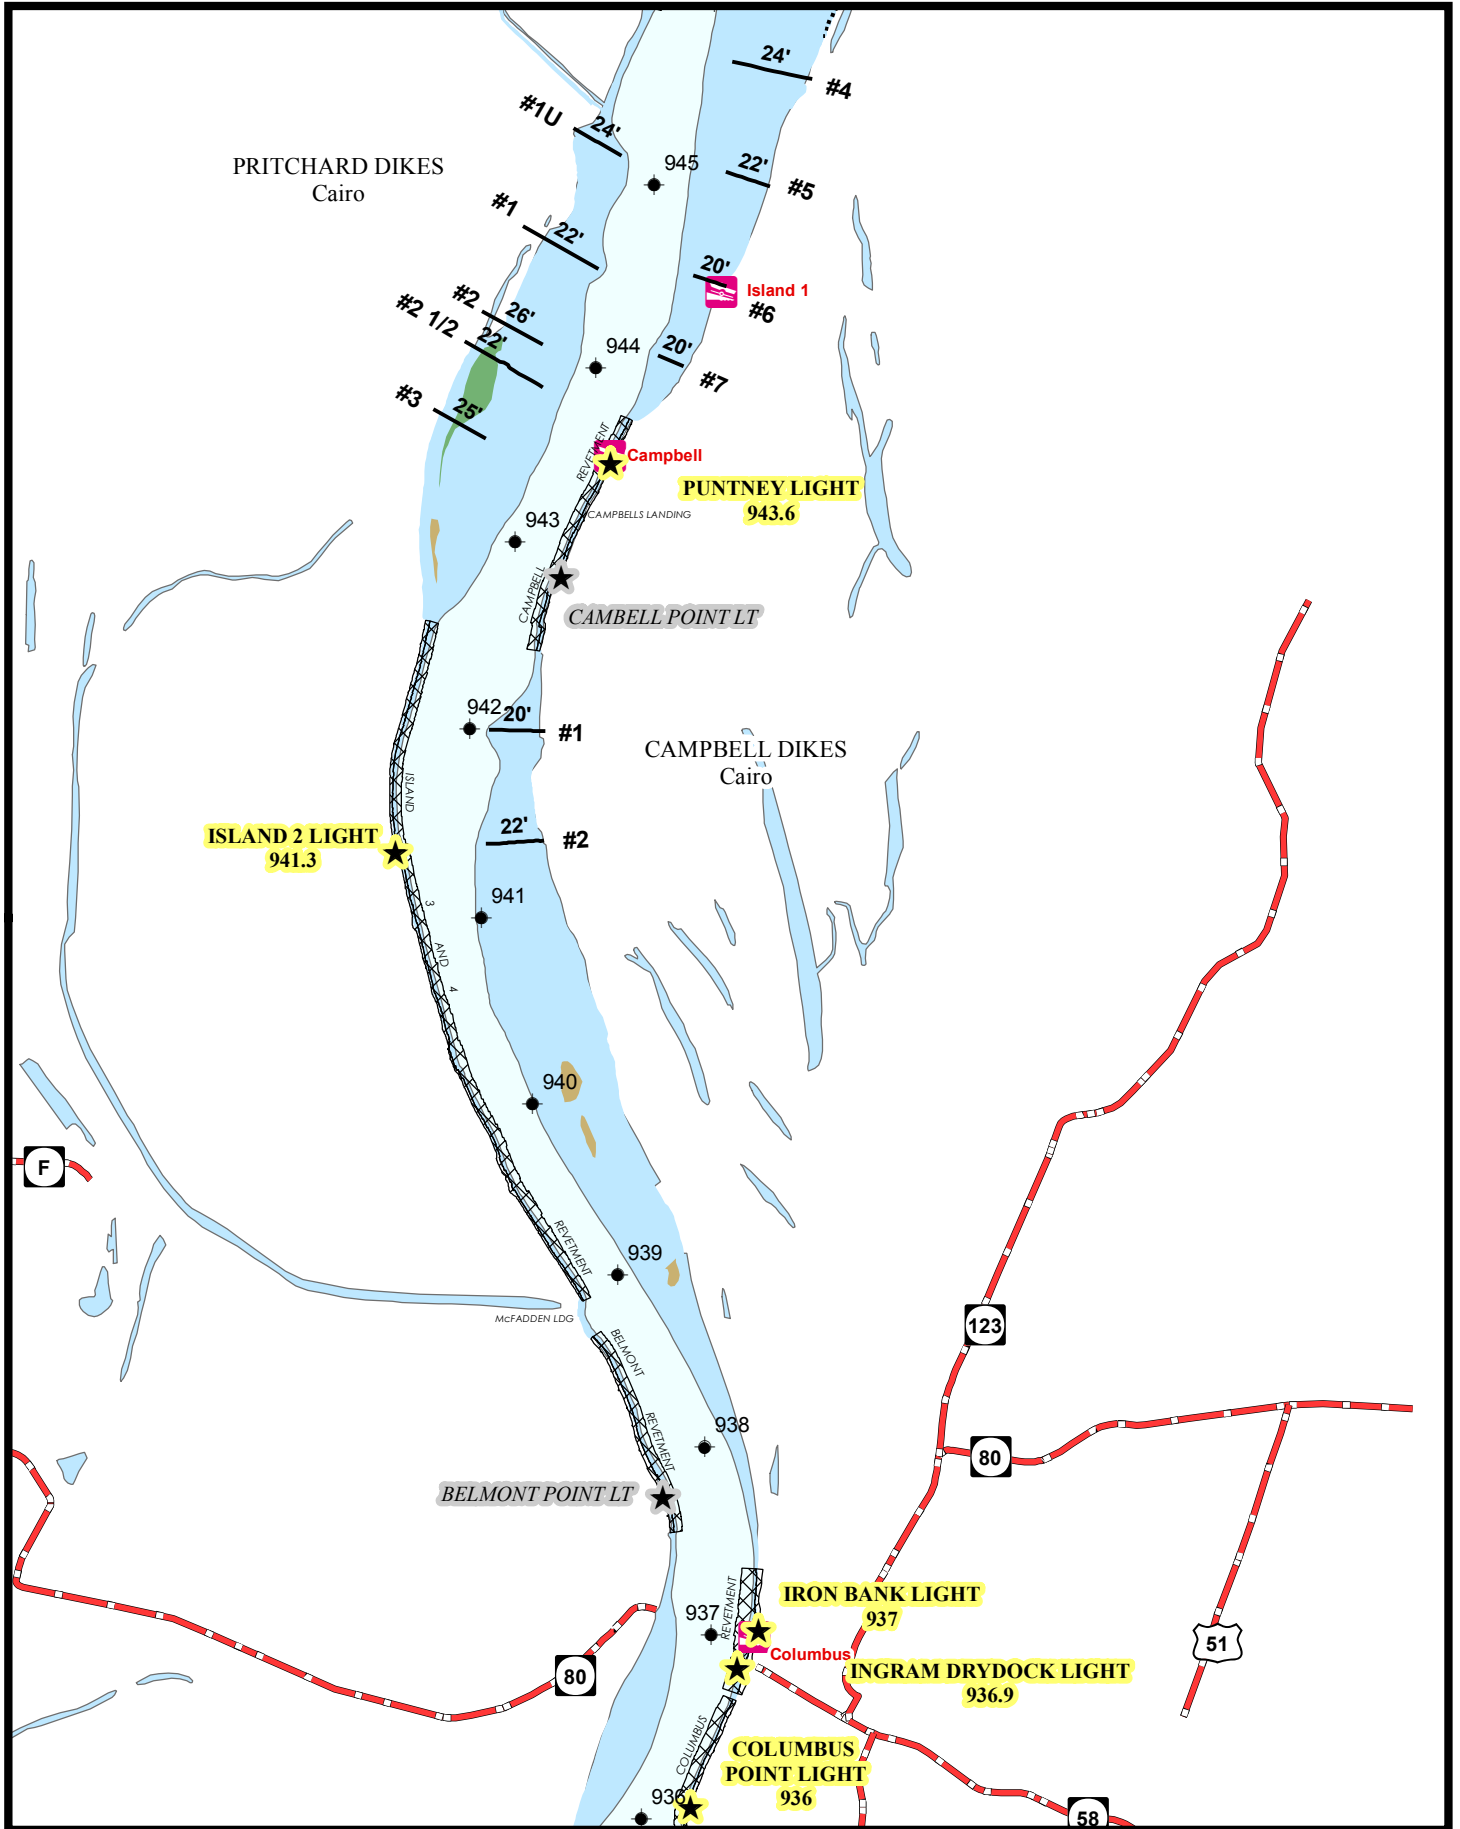 24'
#4
#1U
24'
PRITCHARD DIKES
Cairo
945
22'
#5
#1
22'
20'
Island 1
#6
#2
26'
#2 1/2
22'
944
20'
#7
#3
25'
REVETMENT
Campbell
PUNTNEY LIGHT
943.6
CAMPBELLS LANDING
943
CAMPBELL
CAMBELL POINT LT
942
20'
#1
CAMPBELL DIKES
Cairo
ISLAND
ISLAND 2 LIGHT
941.3
22'
#2
941
3
AND
4
940
F
REVETMENT
939
McFADDEN LDG
123
BELMONT
REVETMENT
938
80
BELMONT POINT LT
REVETMENT
IRON BANK LIGHT
937
937
Columbus
51
80
INGRAM DRYDOCK LIGHT
936.9
COLUMBUS
COLUMBUS
POINT LIGHT
936
936
58